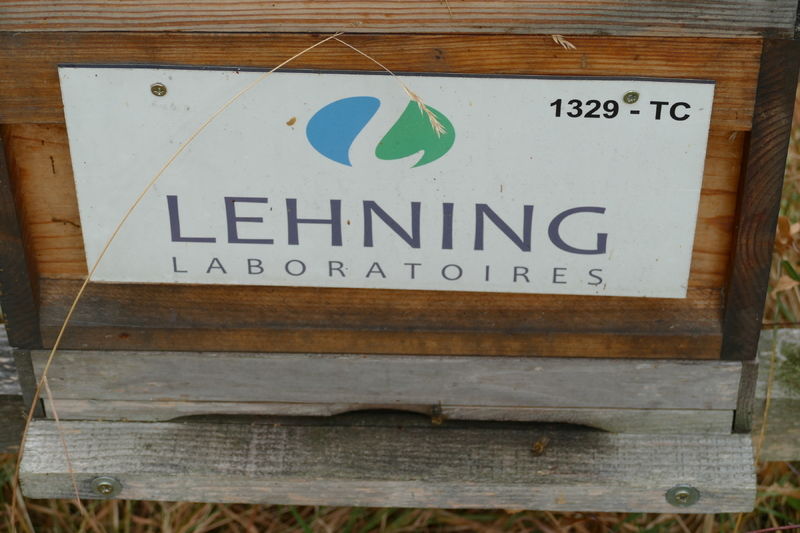 1329 - TC
LEHNING
LABORATOIRES